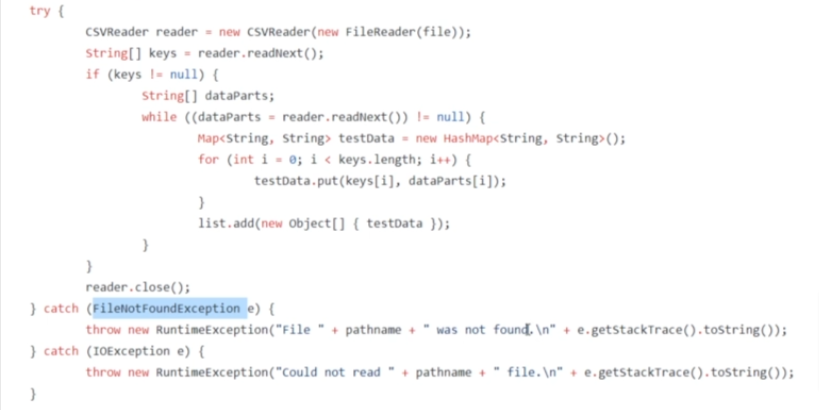 try {
CSVReader reader = new CSVReader(new FileReader(file));
String[] keys = reader.readNext();
if (keys != null) {
String[] dataParts;
while ((dataParts = reader.readNext()) != null) {
Map<String, String> testData = new HashMap<String, String>();
for (int i = 0; i < keys.length; i++) {
testData.put(keys[i], dataParts[i]);
}
list.add(new Object[] { testData });
}
}
reader.close();
} catch (FileNotFoundException e) {
throw new RuntimeException("File " + pathname + " was not found.\n" + e.getStackTrace().toString());
} catch (IOException e) {
throw new RuntimeException("Could not read " + pathname + " file.\n" + e.getStackTrace().toString());
}